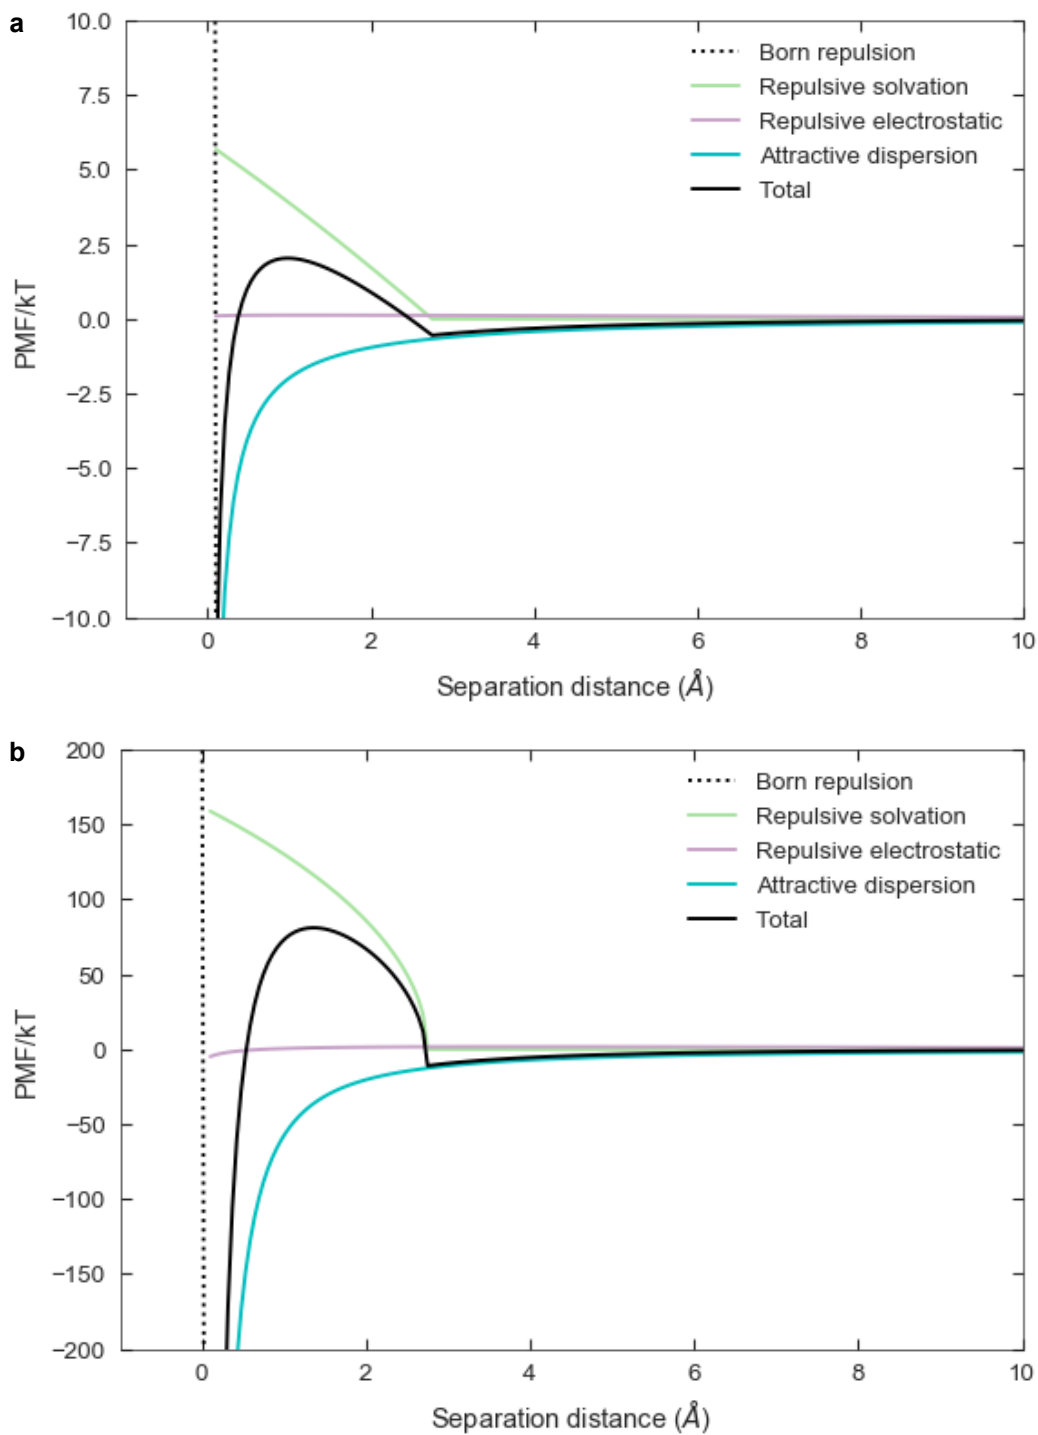 a
10.0
7.5
5.0
2.5
0.0
−2.5
−5.0
−7.5
−10.0
PMF/kT
Born repulsion
Repulsive solvation
Repulsive electrostatic
Attractive dispersion
Total
0 2 4 6 8 10
Separation distance (Å)
b
200
150
100
50
0
−50
−100
−150
−200
PMF/kT
Born repulsion
Repulsive solvation
Repulsive electrostatic
Attractive dispersion
Total
0 2 4 6 8 10
Separation distance (Å)